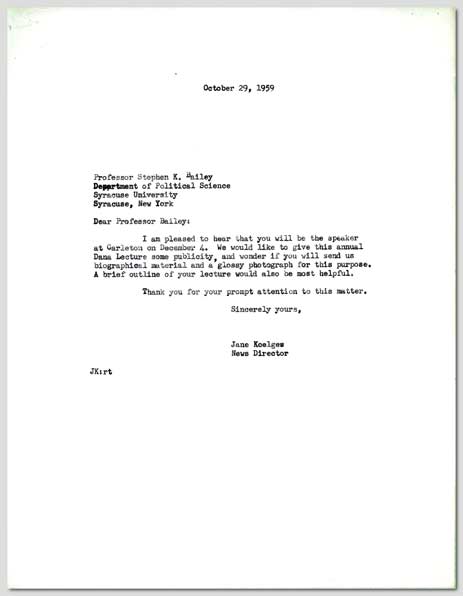 October 29, 1959
Professor Stephen K. Bailey
Department of Political Science
Syracuse University
Syracuse, New York
Dear Professor Bailey:
I am pleased to hear that you will be the speaker
at Carleton on December 4. We would like to give this annual
Dana Lecture some publicity, and wonder if you will send us
biographical material and a glossy photograph for this purpose.
A brief outline of your lecture would also be most helpful.
Thank you for your prompt attention to this matter.
Sincerely yours,
Jane Koelges
News Director
JK:rt